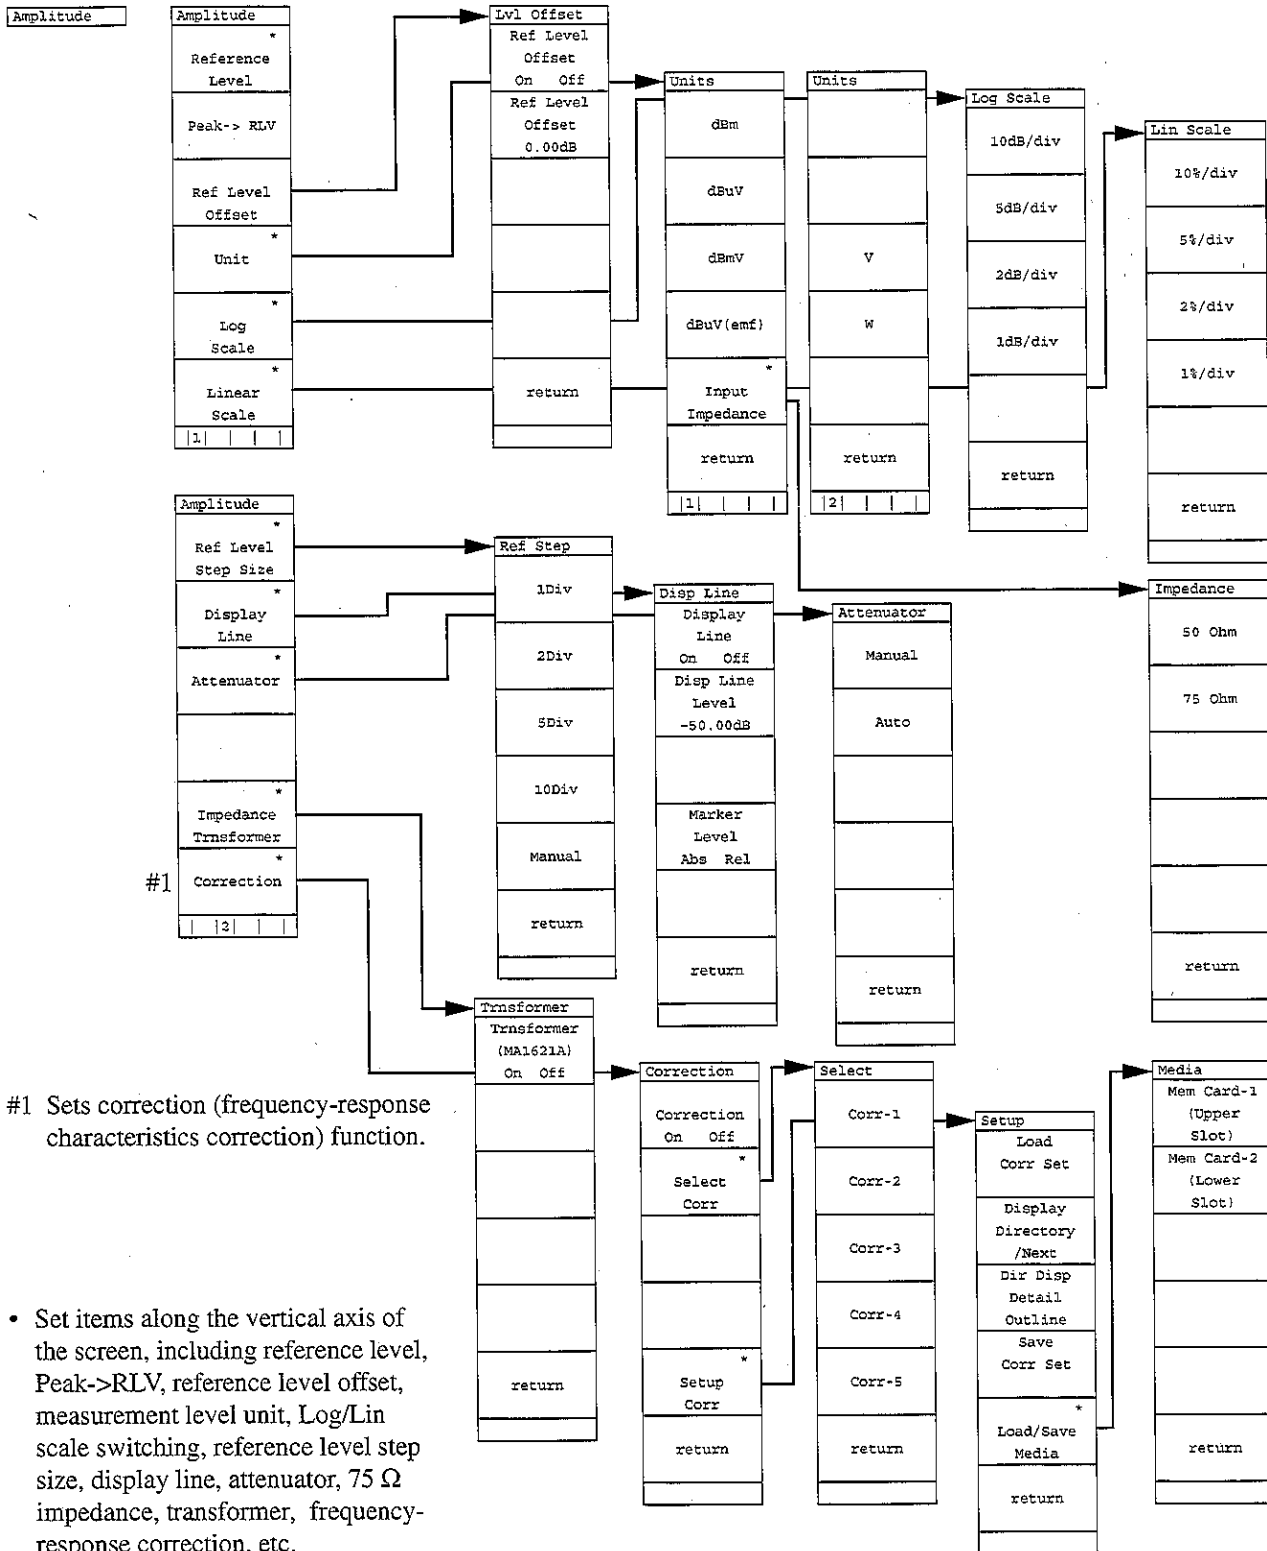 Amplitude
Amplitude
*
Reference
Level
Peak-> RLV
Ref Level
Offset
*
Unit
*
Log
Scale
*
Linear
Scale
|1| | | |
Lvl Offset
Ref Level
Offset
On Off
Ref Level
Offset
0.00dB
return
Units
dBm
dBuV
dBmV
dBuV(emf)
*
Input
Impedance
return
|1| | | |
Units
V
W
return
|2| | | |
Log Scale
10dB/div
5dB/div
2dB/div
1dB/div
return
Lin Scale
10%/div
5%/div
2%/div
1%/div
return
Amplitude
*
Ref Level
Step Size
*
Display
Line
*
Attenuator
*
Impedance
Trnsformer
*
#1 Correction
| |2| | |
Ref Step
1Div
2Div
5Div
10Div
Manual
return
Disp Line
Display
Line
On Off
Disp Line
Level
-50.00dB
Marker
Level
Abs Rel
return
Attenuator
Manual
Auto
return
Impedance
50 Ohm
75 Ohm
return
Trnsformer
Trnsformer
(MA1621A)
On Off
return
Correction
Correction
On Off
*
Select
Corr
*
Setup
Corr
return
Select
Corr-1
Corr-2
Corr-3
Corr-4
Corr-5
return
Setup
Load
Corr Set
Display
Directory
/Next
Dir Disp
Detail
Outline
Save
Corr Set
*
Load/Save
Media
return
Media
Mem Card-1
(Upper
Slot)
Mem Card-2
(Lower
Slot)
return
#1 Sets correction (frequency-response
characteristics correction) function.
• Set items along the vertical axis of
the screen, including reference level,
Peak->RLV, reference level offset,
measurement level unit, Log/Lin
scale switching, reference level step
size, display line, attenuator, 75 Ω
impedance, transformer, frequency-
response correction, etc.